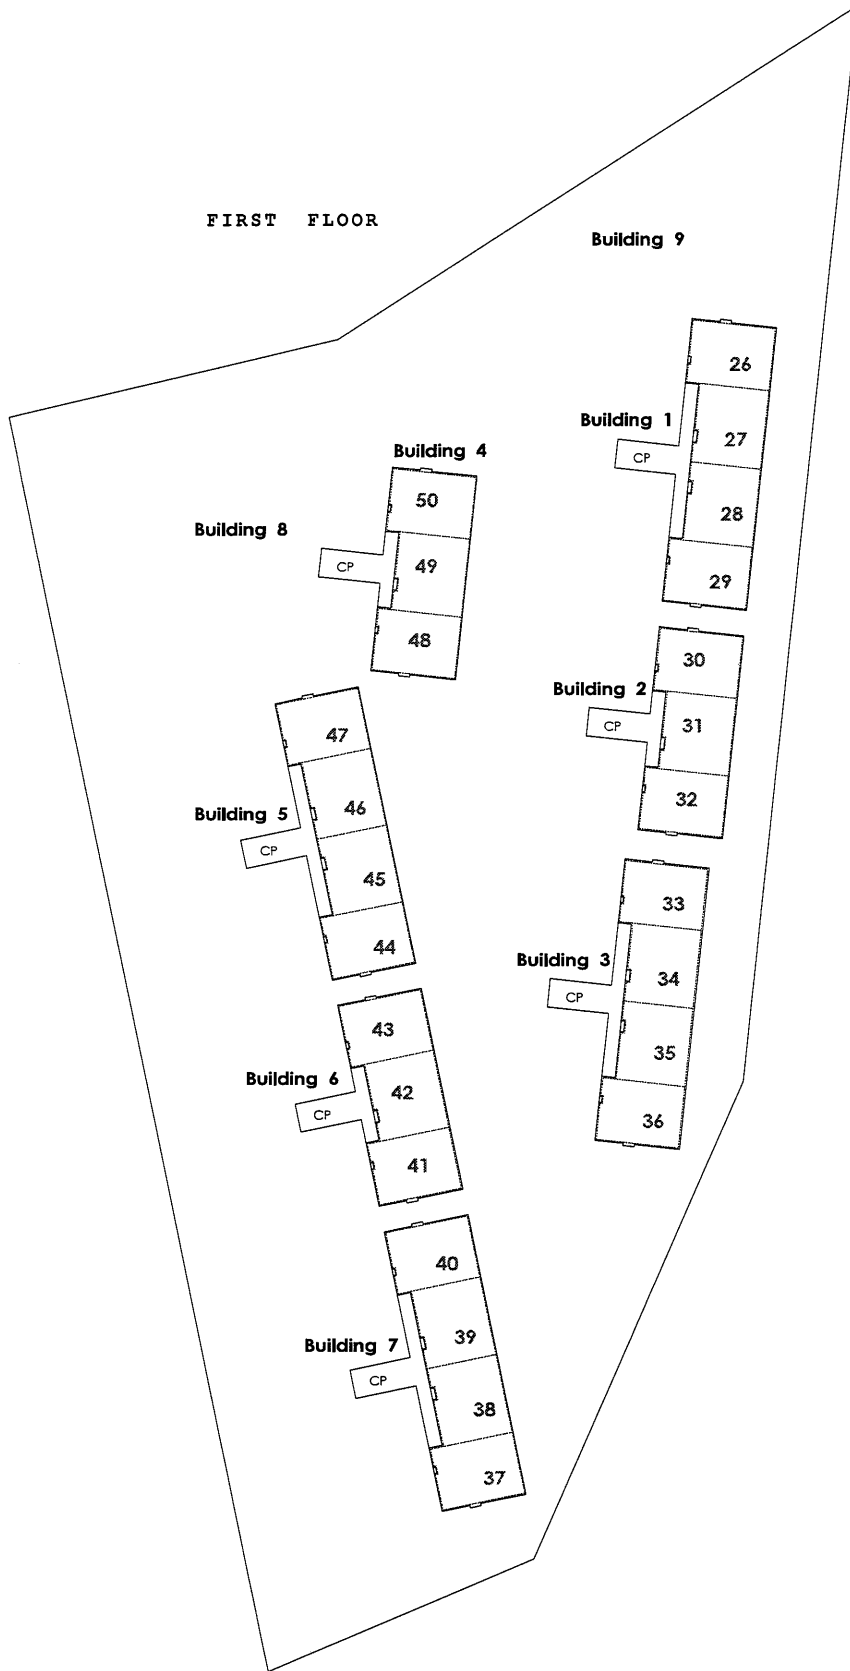 FIRST FLOOR
Building 9
26
Building 1
27
CP
28
29
Building 4
50
Building 8
49
CP
48
30
Building 2
31
CP
32
47
46
Building 5
CP
45
44
33
Building 3
34
CP
35
36
43
Building 6
42
CP
41
40
39
Building 7
CP
38
37